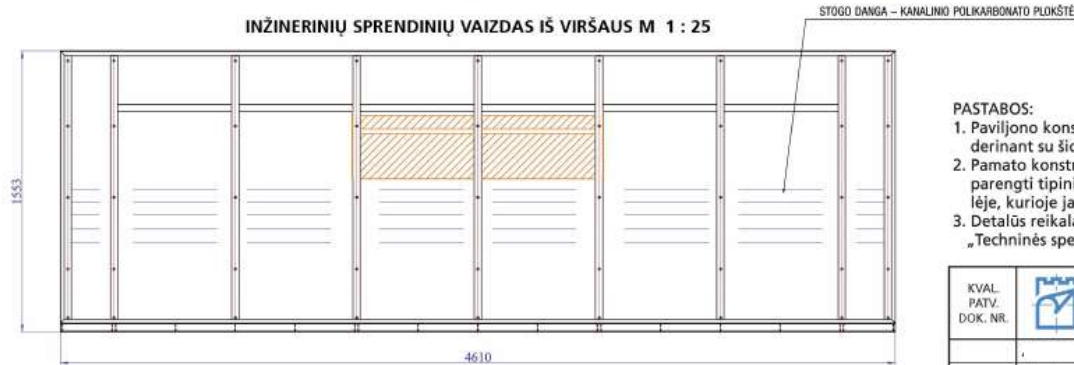 STOGO DANGA – KANALINIO POLIKARBONATO PLOKŠTĖ
INŽINERINIŲ SPRENDINIŲ VAIZDAS IŠ VIRŠAUS M 1 : 25
1553
4610
PASTABOS:
1. Paviljono kons
derinant su šio
2. Pamato konstr
parengti tipini
lėje, kurioje ja
3. Detalūs reikala
„Techninės spe
KVAL.
PATV.
DOK. NR.